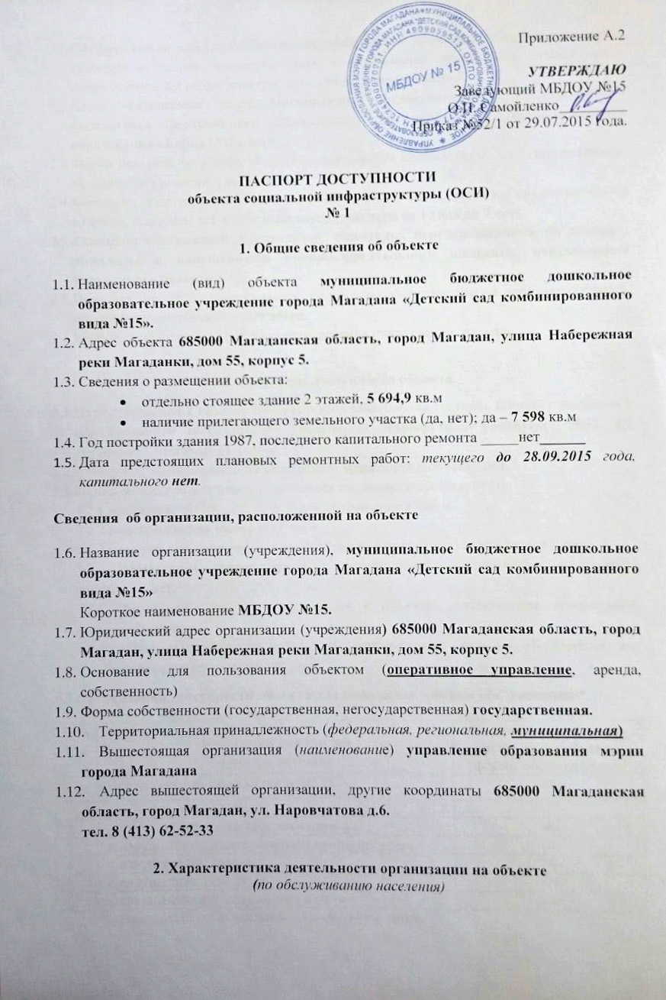 Приложение А.2
УТВЕРЖДАЮ
Заведующий МБДОУ №15
О.П. Самойленко
Приказ №52/1 от 29.07.2015 года.
МБДОУ № 15
ПАСПОРТ ДОСТУПНОСТИ
объекта социальной инфраструктуры (ОСИ)
№ 1
1. Общие сведения об объекте
1.1. Наименование (вид) объекта муниципальное бюджетное дошкольное
образовательное учреждение города Магадана «Детский сад комбинированного
вида №15».
1.2. Адрес объекта 685000 Магаданская область, город Магадан, улица Набережная
реки Магаданки, дом 55, корпус 5.
1.3. Сведения о размещении объекта:
• отдельно стоящее здание 2 этажей, 5 694,9 кв.м
• наличие прилегающего земельного участка (да, нет); да – 7 598 кв.м
1.4. Год постройки здания 1987, последнего капитального ремонта _____нет______
1.5. Дата предстоящих плановых ремонтных работ: текущего до 28.09.2015 года,
капитального нет.
Сведения об организации, расположенной на объекте
1.6. Название организации (учреждения), муниципальное бюджетное дошкольное
образовательное учреждение города Магадана «Детский сад комбинированного
вида №15»
Короткое наименование МБДОУ №15.
1.7. Юридический адрес организации (учреждения) 685000 Магаданская область, город
Магадан, улица Набережная реки Магаданки, дом 55, корпус 5.
1.8. Основание для пользования объектом (оперативное управление, аренда,
собственность)
1.9. Форма собственности (государственная, негосударственная) государственная.
1.10. Территориальная принадлежность (федеральная, региональная, муниципальная)
1.11. Вышестоящая организация (наименование) управление образования мэрии
города Магадана
1.12. Адрес вышестоящей организации, другие координаты 685000 Магаданская
область, город Магадан, ул. Наровчатова д.6.
тел. 8 (413) 62-52-33
2. Характеристика деятельности организации на объекте
(по обслуживанию населения)